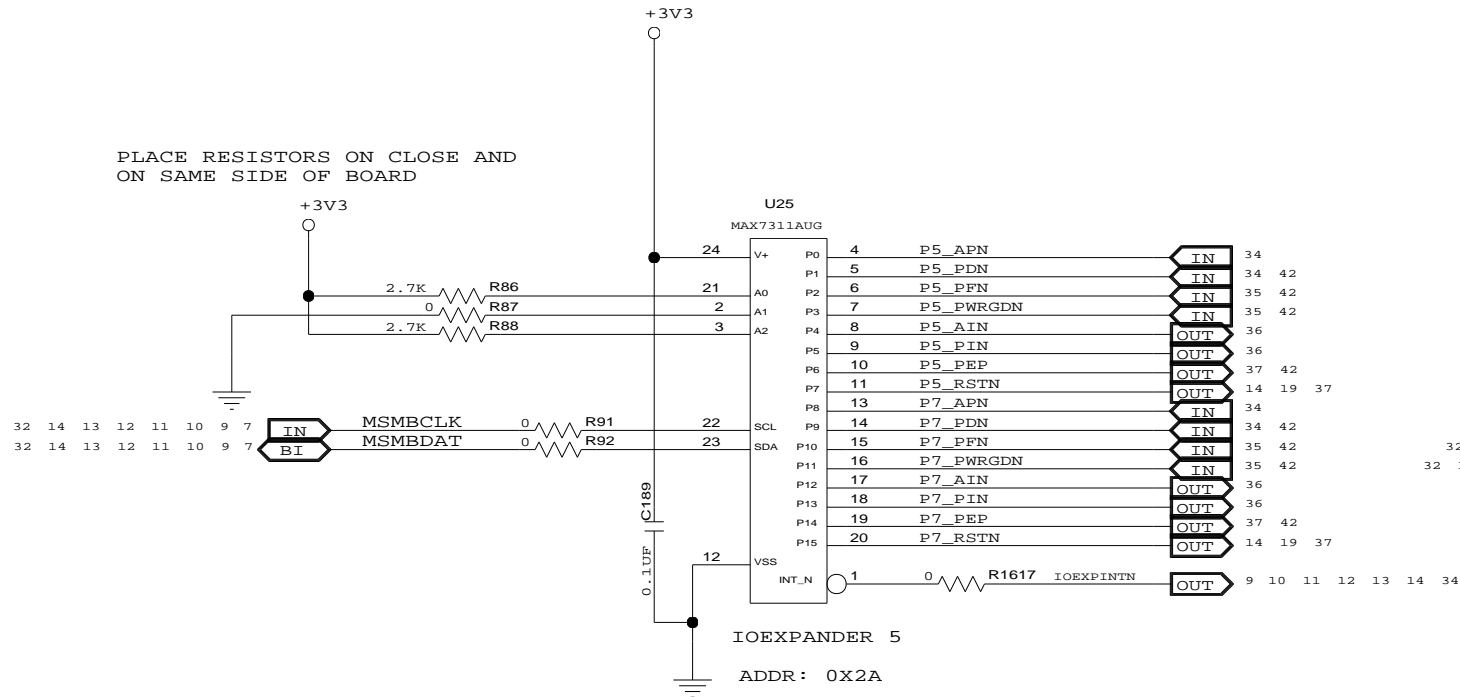 +3V3
PLACE RESISTORS ON CLOSE AND
ON SAME SIDE OF BOARD
+3V3
U25
MAX7311AUG
24 V+ P0 4 P5_APN IN 34
P1 5 P5_PDN IN 34 42
2.7K R86 21 A0 P2 6 P5_PFN IN 35 42
0 R87 2 A1 P3 7 P5_PWRGDN IN 35 42
2.7K R88 3 A2 P4 8 P5_AIN OUT 36
P5 9 P5_PIN OUT 36
P6 10 P5_PEP OUT 37 42
P7 11 P5_RSTN OUT 14 19 37
P8 13 P7_APN IN 34
32 14 13 12 11 10 9 7 IN MSMBCLK 0 R91 22 SCL P9 14 P7_PDN IN 34 42
32 14 13 12 11 10 9 7 BI MSMBDAT 0 R92 23 SDA P10 15 P7_PFN IN 35 42 32
P11 16 P7_PWRGDN IN 35 42 32
P12 17 P7_AIN OUT 36
P13 18 P7_PIN OUT 36
P14 19 P7_PEP OUT 37 42
P15 20 P7_RSTN OUT 14 19 37
C189
0.1UF
12 VSS
INT_N 1 0 R1617 IOEXPINTN OUT 9 10 11 12 13 14 34
IOEXPANDER 5
ADDR: 0X2A